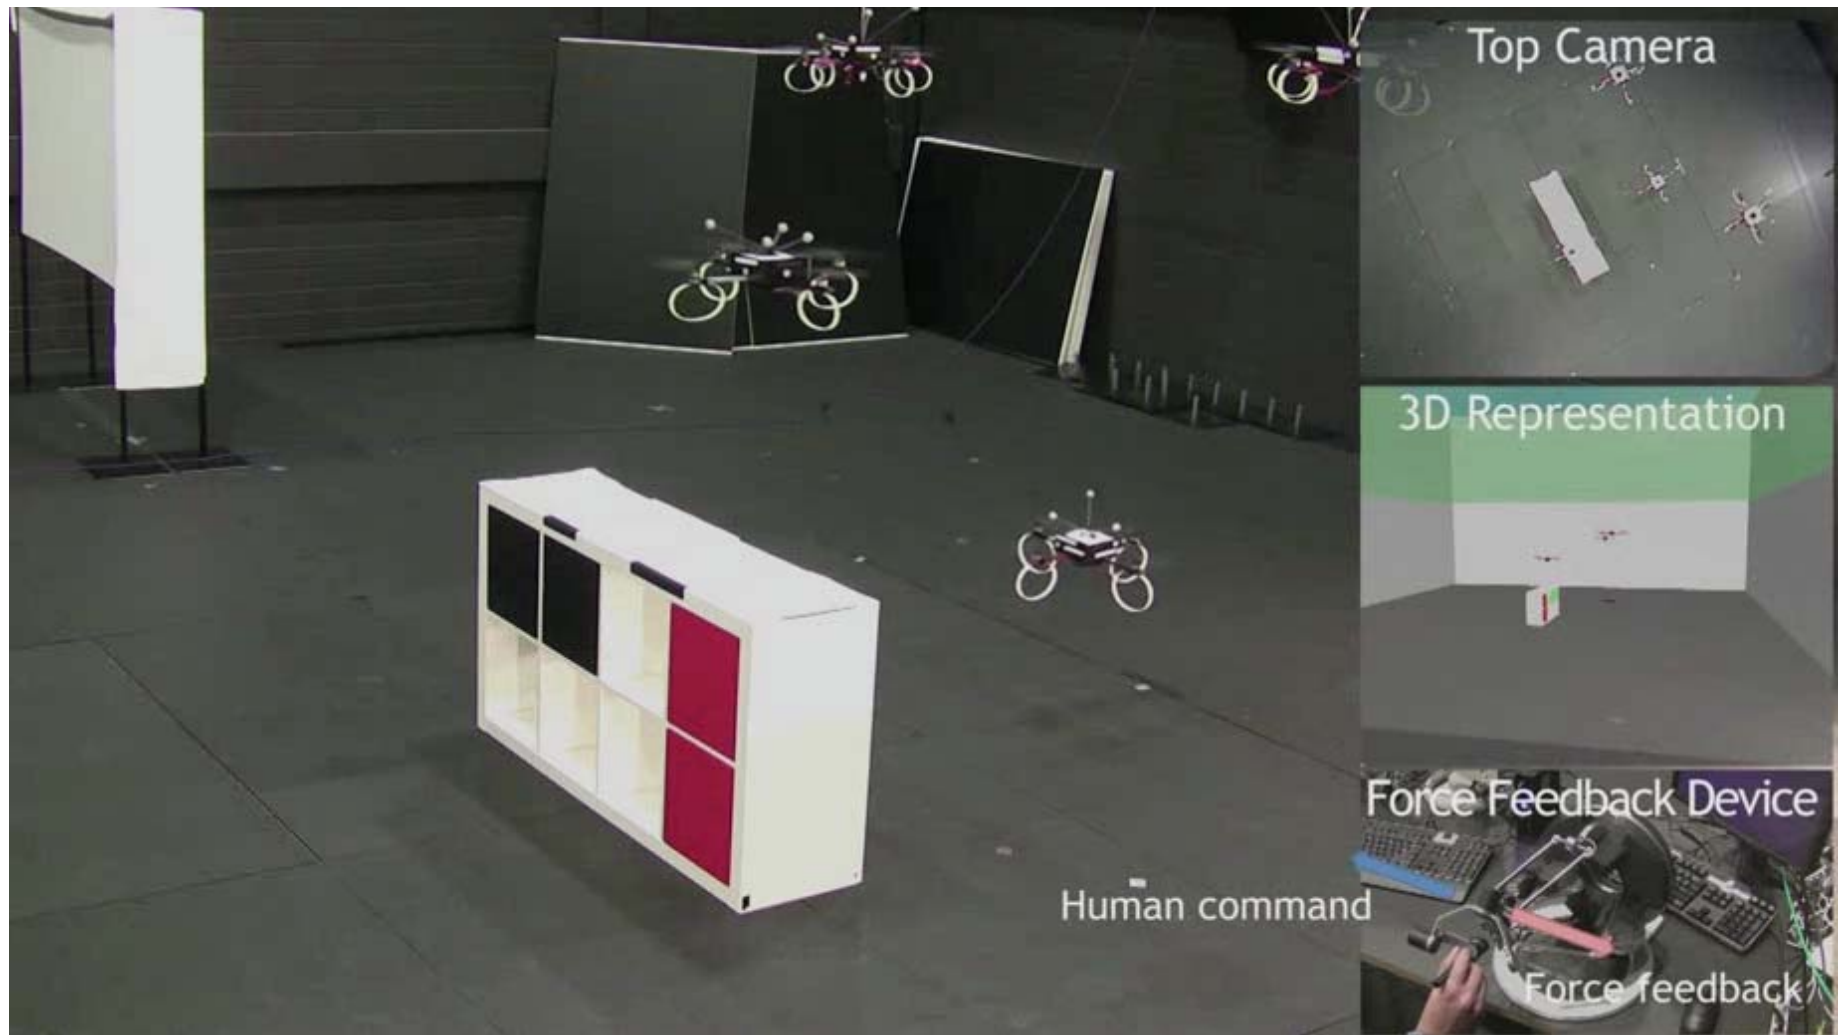 Top Camera
3D Representation
Force Feedback Device
Human command
Force feedback